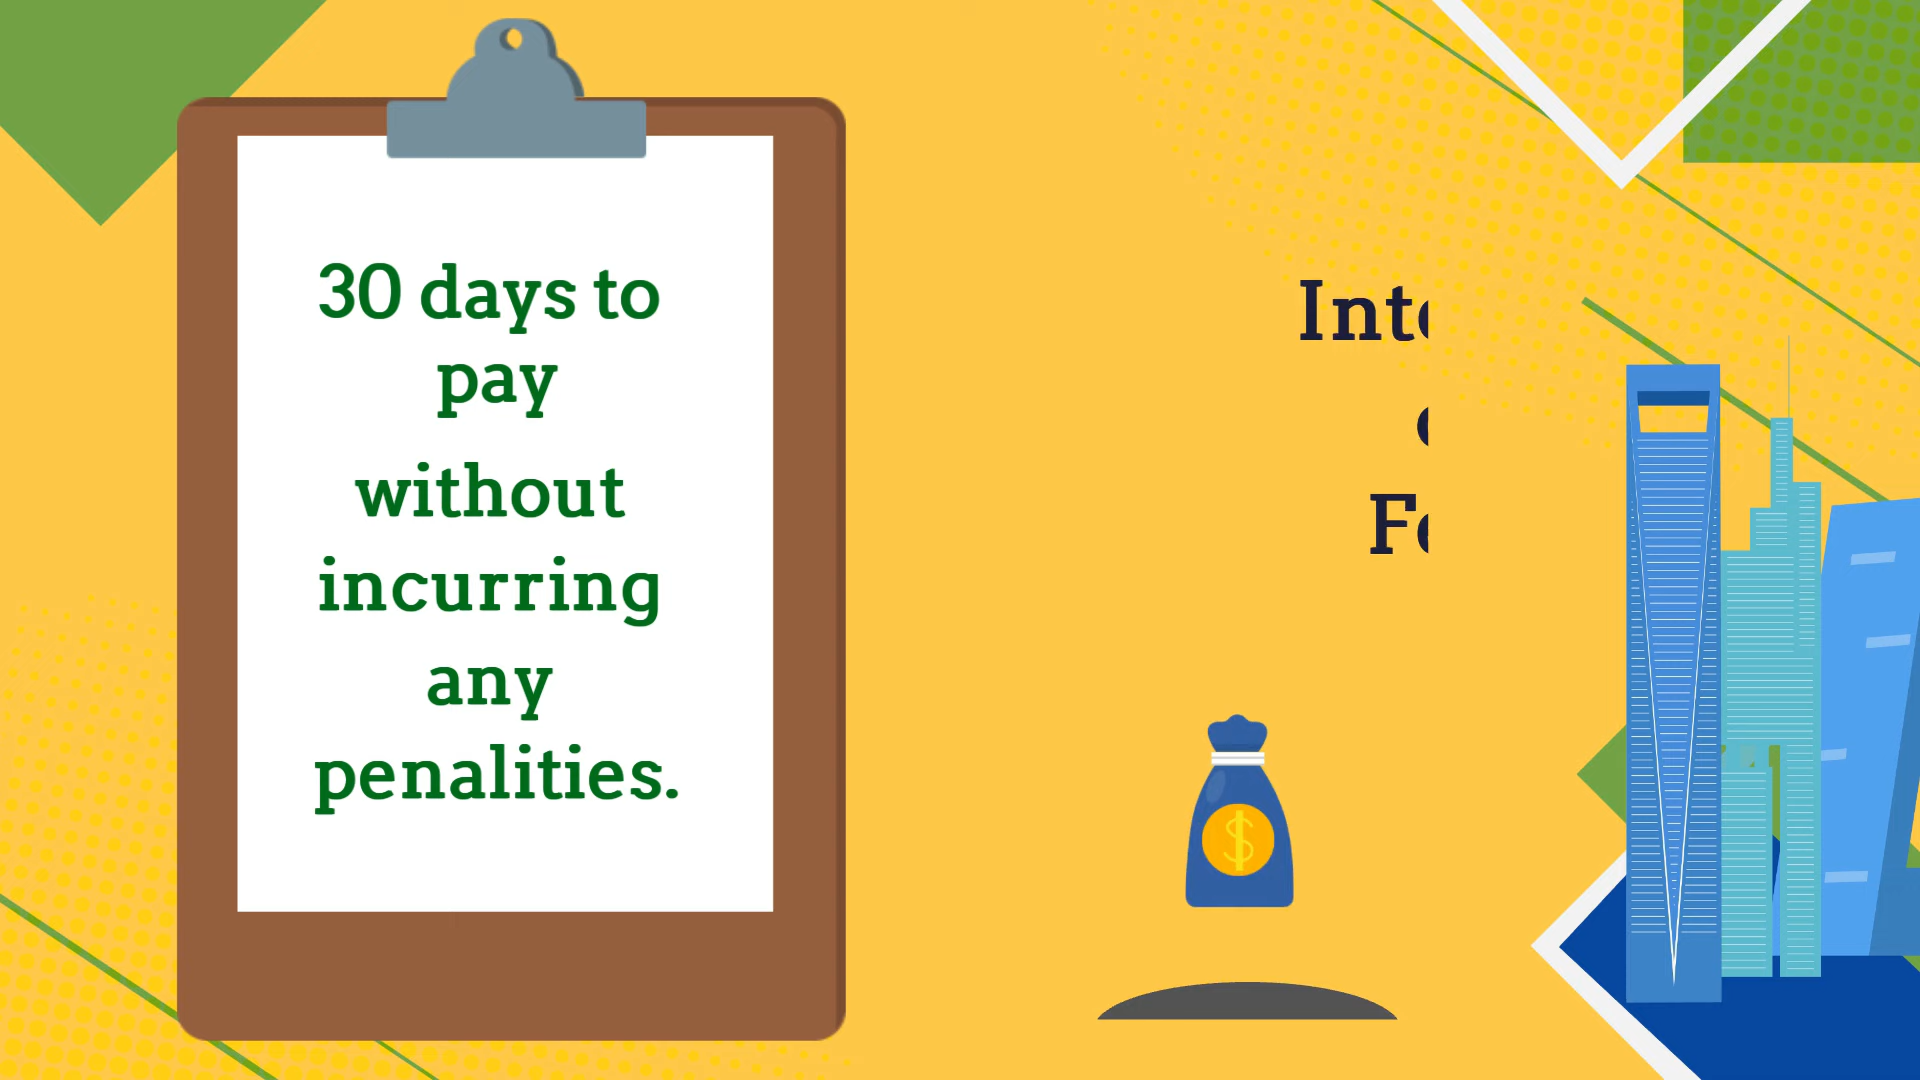 30 days to
pay
without
incurring
any
penalities.